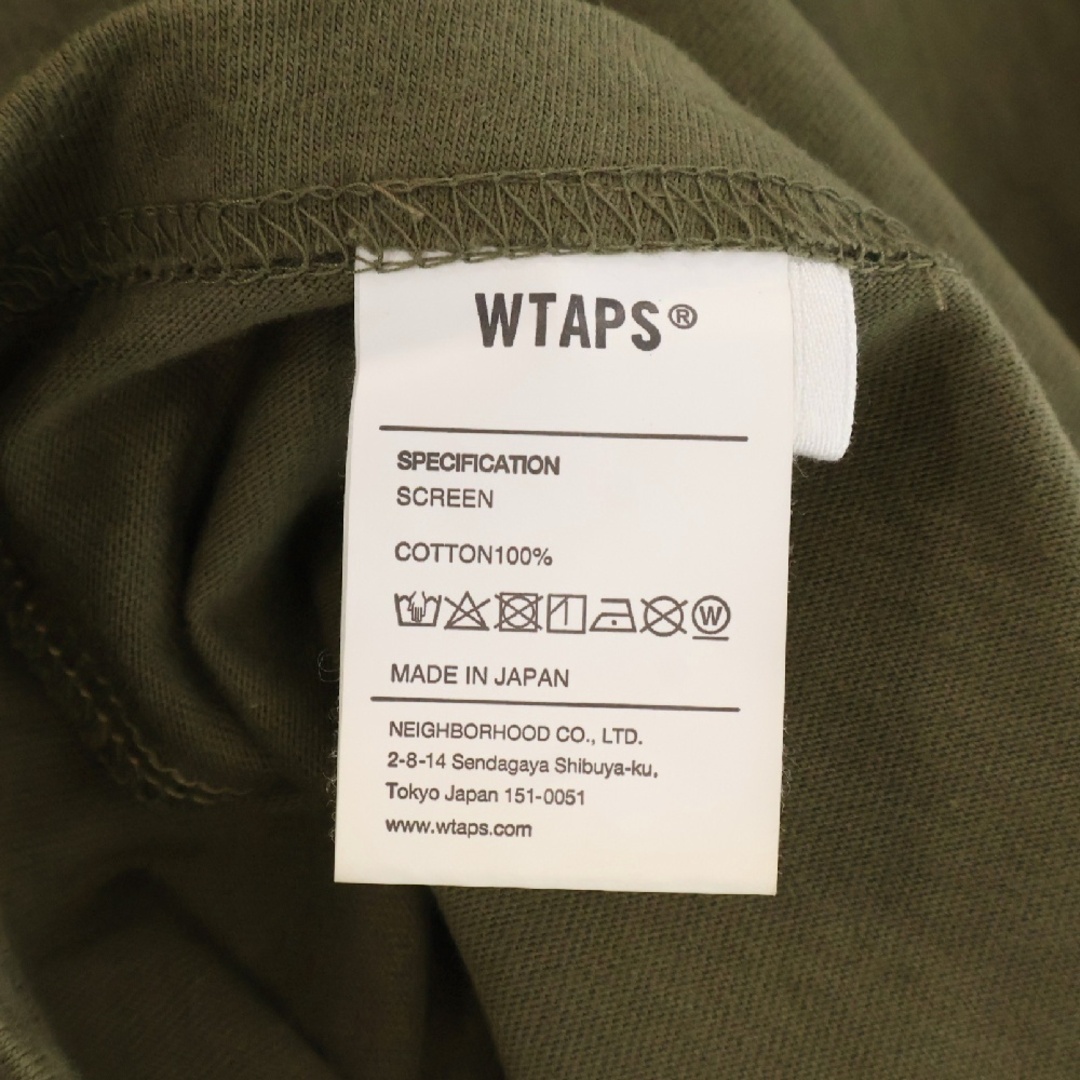 WTAPS®
SPECIFICATION
SCREEN
COTTON100%
W
MADE IN JAPAN
NEIGHBORHOOD CO., LTD.
2-8-14 Sendagaya Shibuya-ku,
Tokyo Japan 151-0051
www.wtaps.com